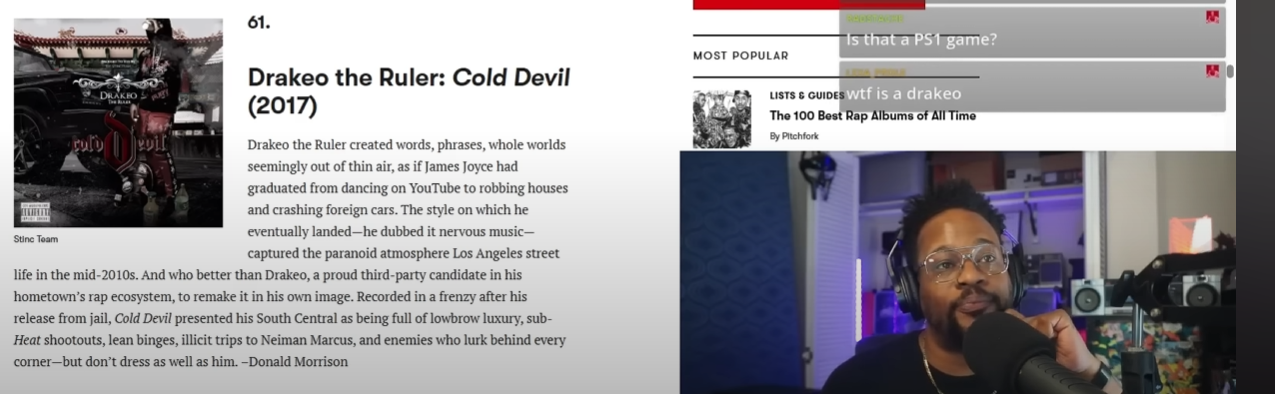 61.
Drakeo the Ruler: Cold Devil
(2017)
DRAKEO
cold Devil
Stinc Team
Drakeo the Ruler created words, phrases, whole worlds
seemingly out of thin air, as if James Joyce had
graduated from dancing on YouTube to robbing houses
and crashing foreign cars. The style on which he
eventually landed—he dubbed it nervous music—
captured the paranoid atmosphere Los Angeles street
life in the mid-2010s. And who better than Drakeo, a proud third-party candidate in his
hometown's rap ecosystem, to remake it in his own image. Recorded in a frenzy after his
release from jail, Cold Devil presented his South Central as being full of lowbrow luxury, sub-
Heat shootouts, lean binges, illicit trips to Neiman Marcus, and enemies who lurk behind every
corner—but don't dress as well as him. –Donald Morrison
MOST POPULAR
LISTS & GUIDES
The 100 Best Rap Albums of All Time
By Pitchfork
Is that a PS1 game?
wtf is a drakeo